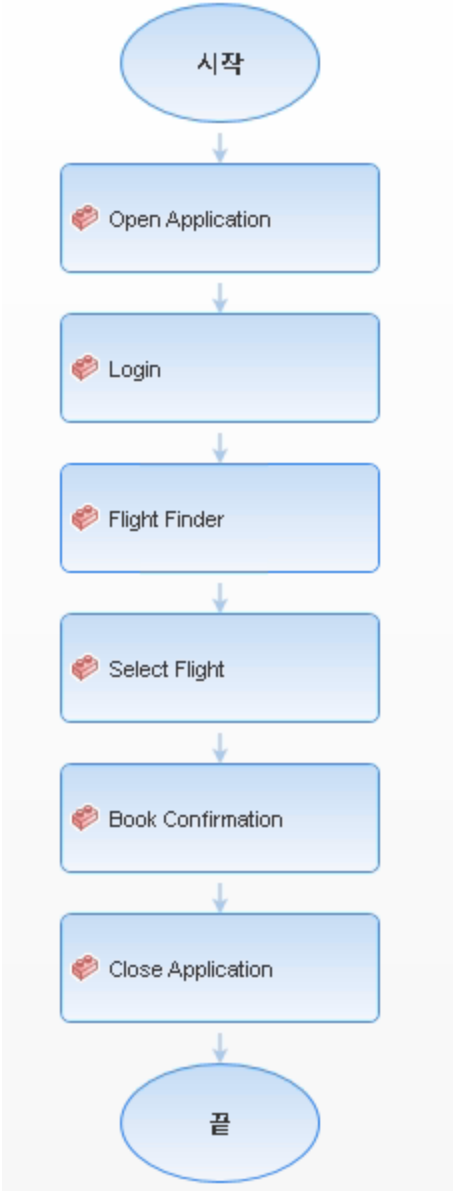 시작
Open Application
Login
Flight Finder
Select Flight
Book Confirmation
Close Application
끝